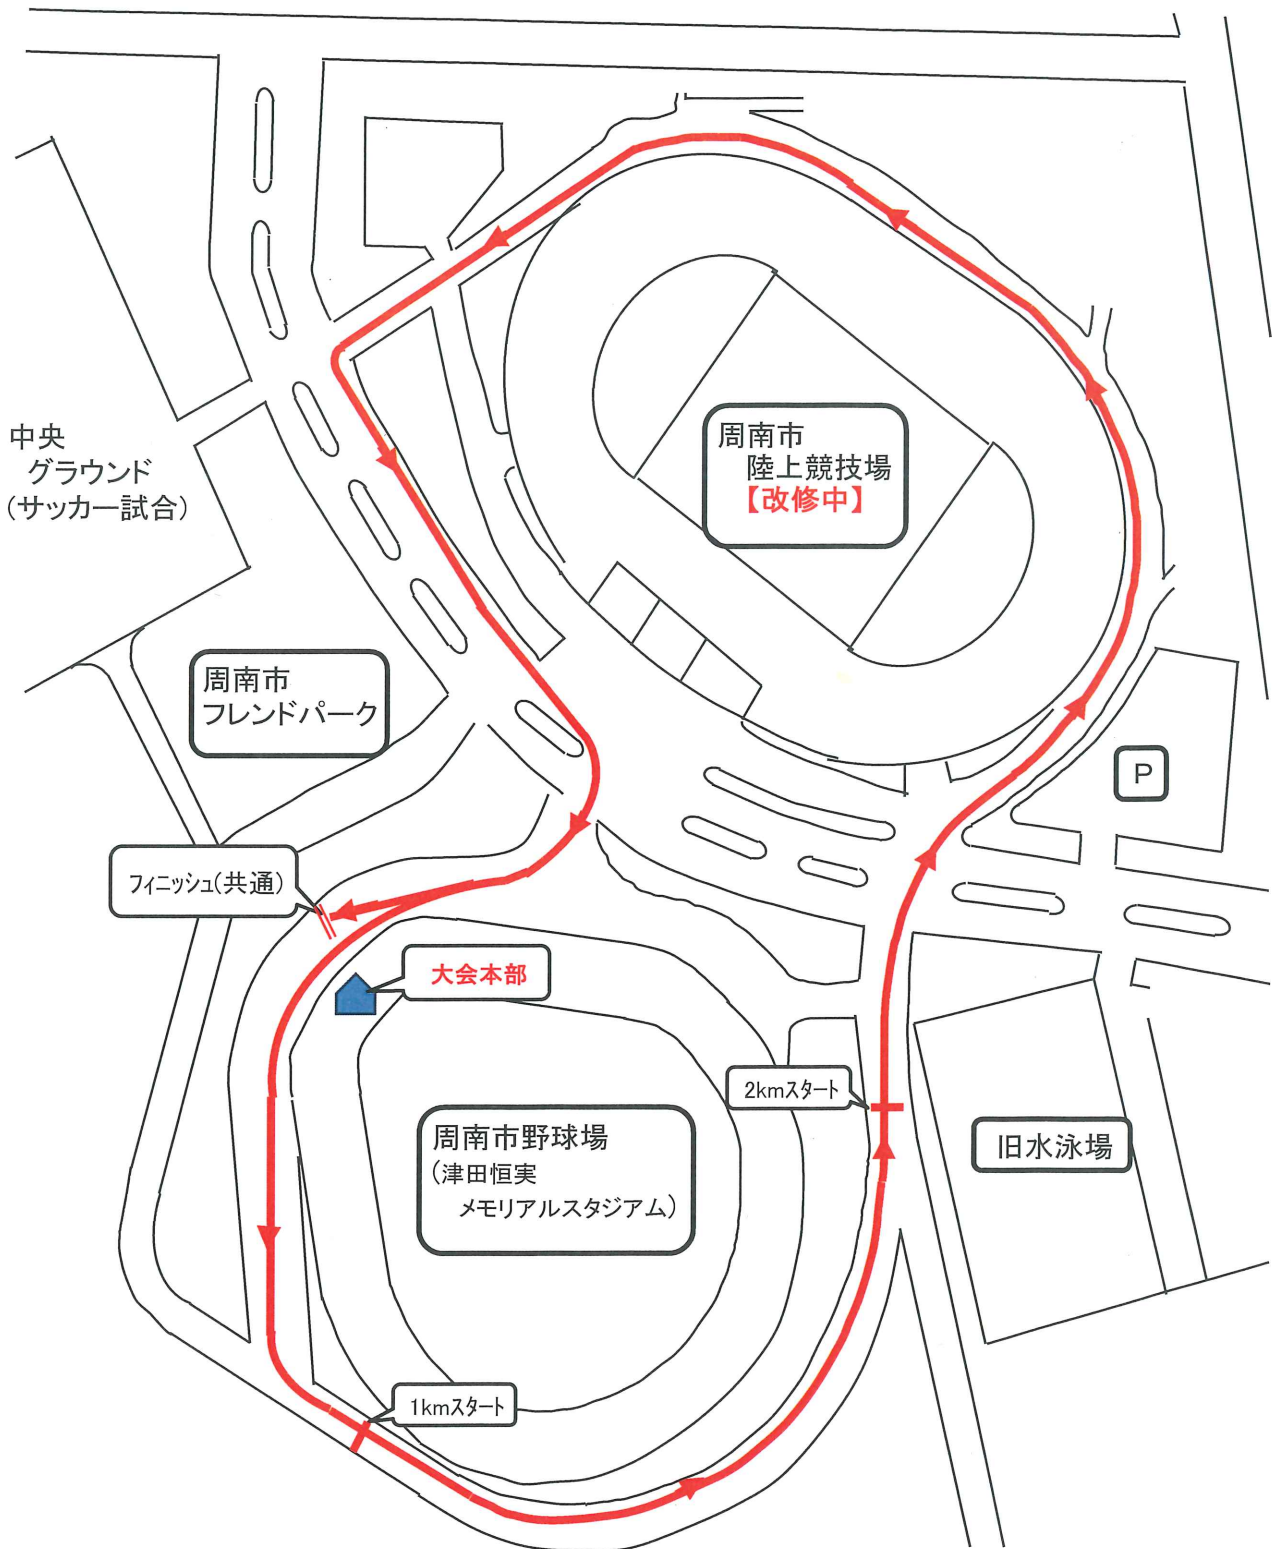 中央
グラウンド
(サッカー試合)
周南市
陸上競技場
【改修中】
周南市
フレンドパーク
P
フィニッシュ(共通)
大会本部
2kmスタート
周南市野球場
(津田恒実
メモリアルスタジアム)
旧水泳場
1kmスタート